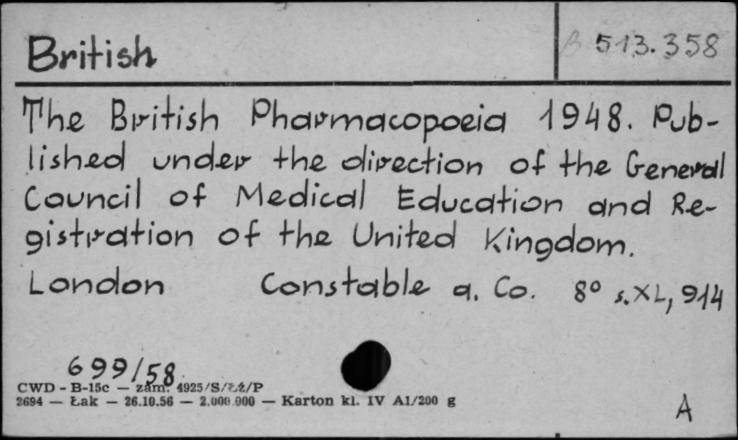 British
B 513.358
The British Pharmacopoeia 1948. Pub-
lished under the direction of the General
Council of Medical Education and Re-
gistration of the United Kingdom.
London Constable a. Co. 8° s. XL, 914
699/58
CWD - B-15c — zam. 4925/S/Łź/P
2694 — Łak — 26.10.56 — 2.000.000 — Karton kl. IV A1/200 g
A